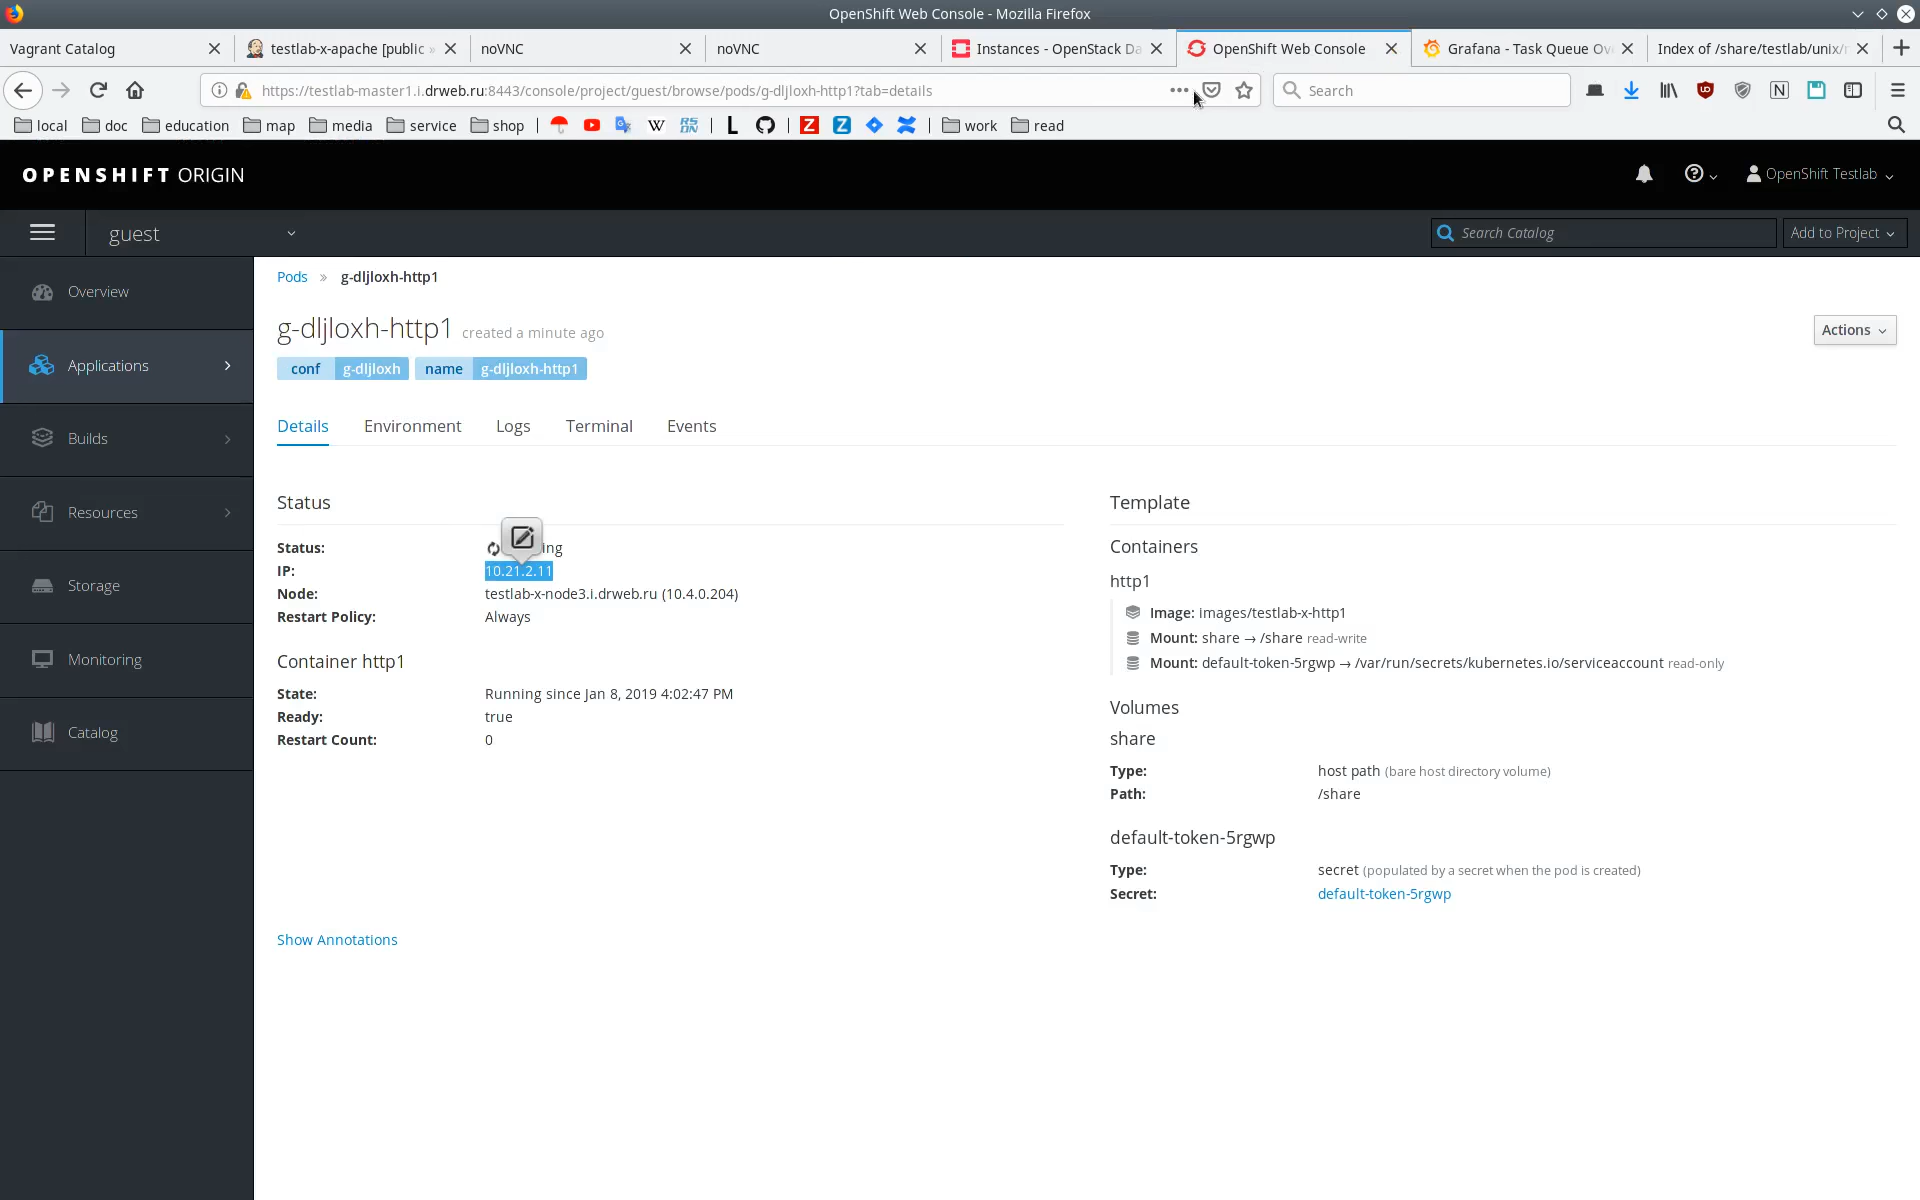 OpenShift Web Console - Mozilla Firefox
Vagrant Catalog
testlab-x-apache [public »
noVNC
noVNC
Instances - OpenStack Da
OpenShift Web Console
Grafana - Task Queue Ov
Index of /share/testlab/unix/
https://testlab-master1.i.drweb.ru:8443/console/project/guest/browse/pods/g-dljloxh-http1?tab=details
Search
local doc education map media service shop work read
OPENSHIFT ORIGIN
OpenShift Testlab
guest
Search Catalog
Add to Project
Overview
Applications
Builds
Resources
Storage
Monitoring
Catalog
Pods » g-dljloxh-http1
g-dljloxh-http1 created a minute ago
Actions
conf g-dljloxh name g-dljloxh-http1
Details Environment Logs Terminal Events
Status
Status: ing
IP: 10.21.2.11
Node: testlab-x-node3.i.drweb.ru (10.4.0.204)
Restart Policy: Always
Container http1
State: Running since Jan 8, 2019 4:02:47 PM
Ready: true
Restart Count: 0
Show Annotations
Template
Containers
http1
Image: images/testlab-x-http1
Mount: share → /share read-write
Mount: default-token-5rgwp → /var/run/secrets/kubernetes.io/serviceaccount read-only
Volumes
share
Type: host path (bare host directory volume)
Path: /share
default-token-5rgwp
Type: secret (populated by a secret when the pod is created)
Secret: default-token-5rgwp